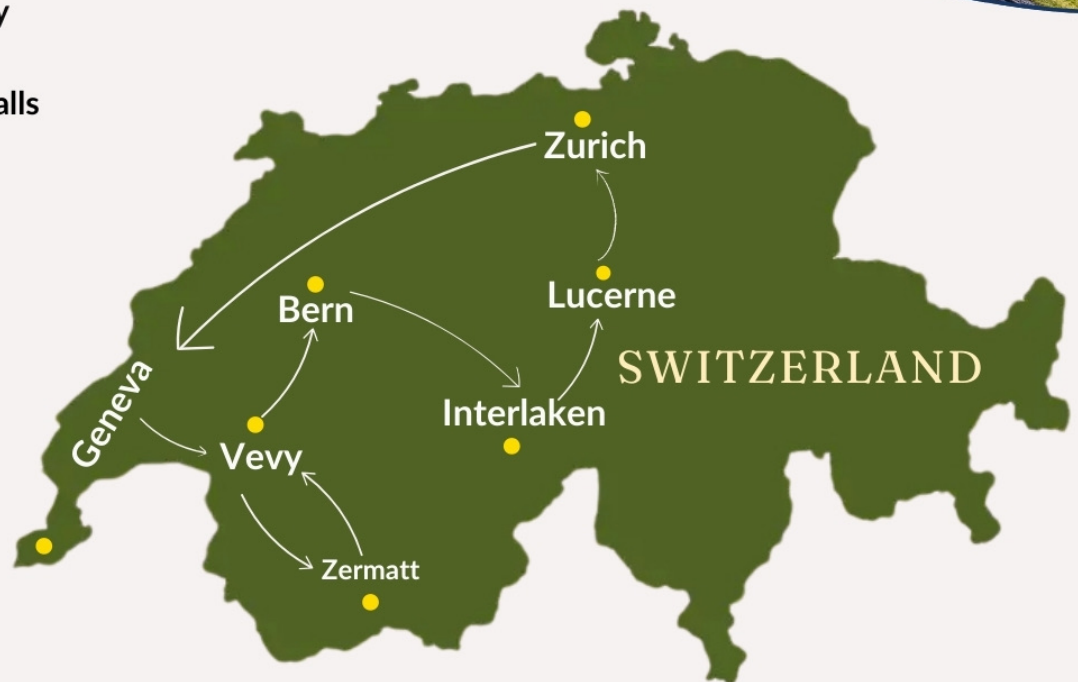 y
alls
Zurich
Bern
Lucerne
SWITZERLAND
Geneva
Interlaken
Vevy
Zermatt